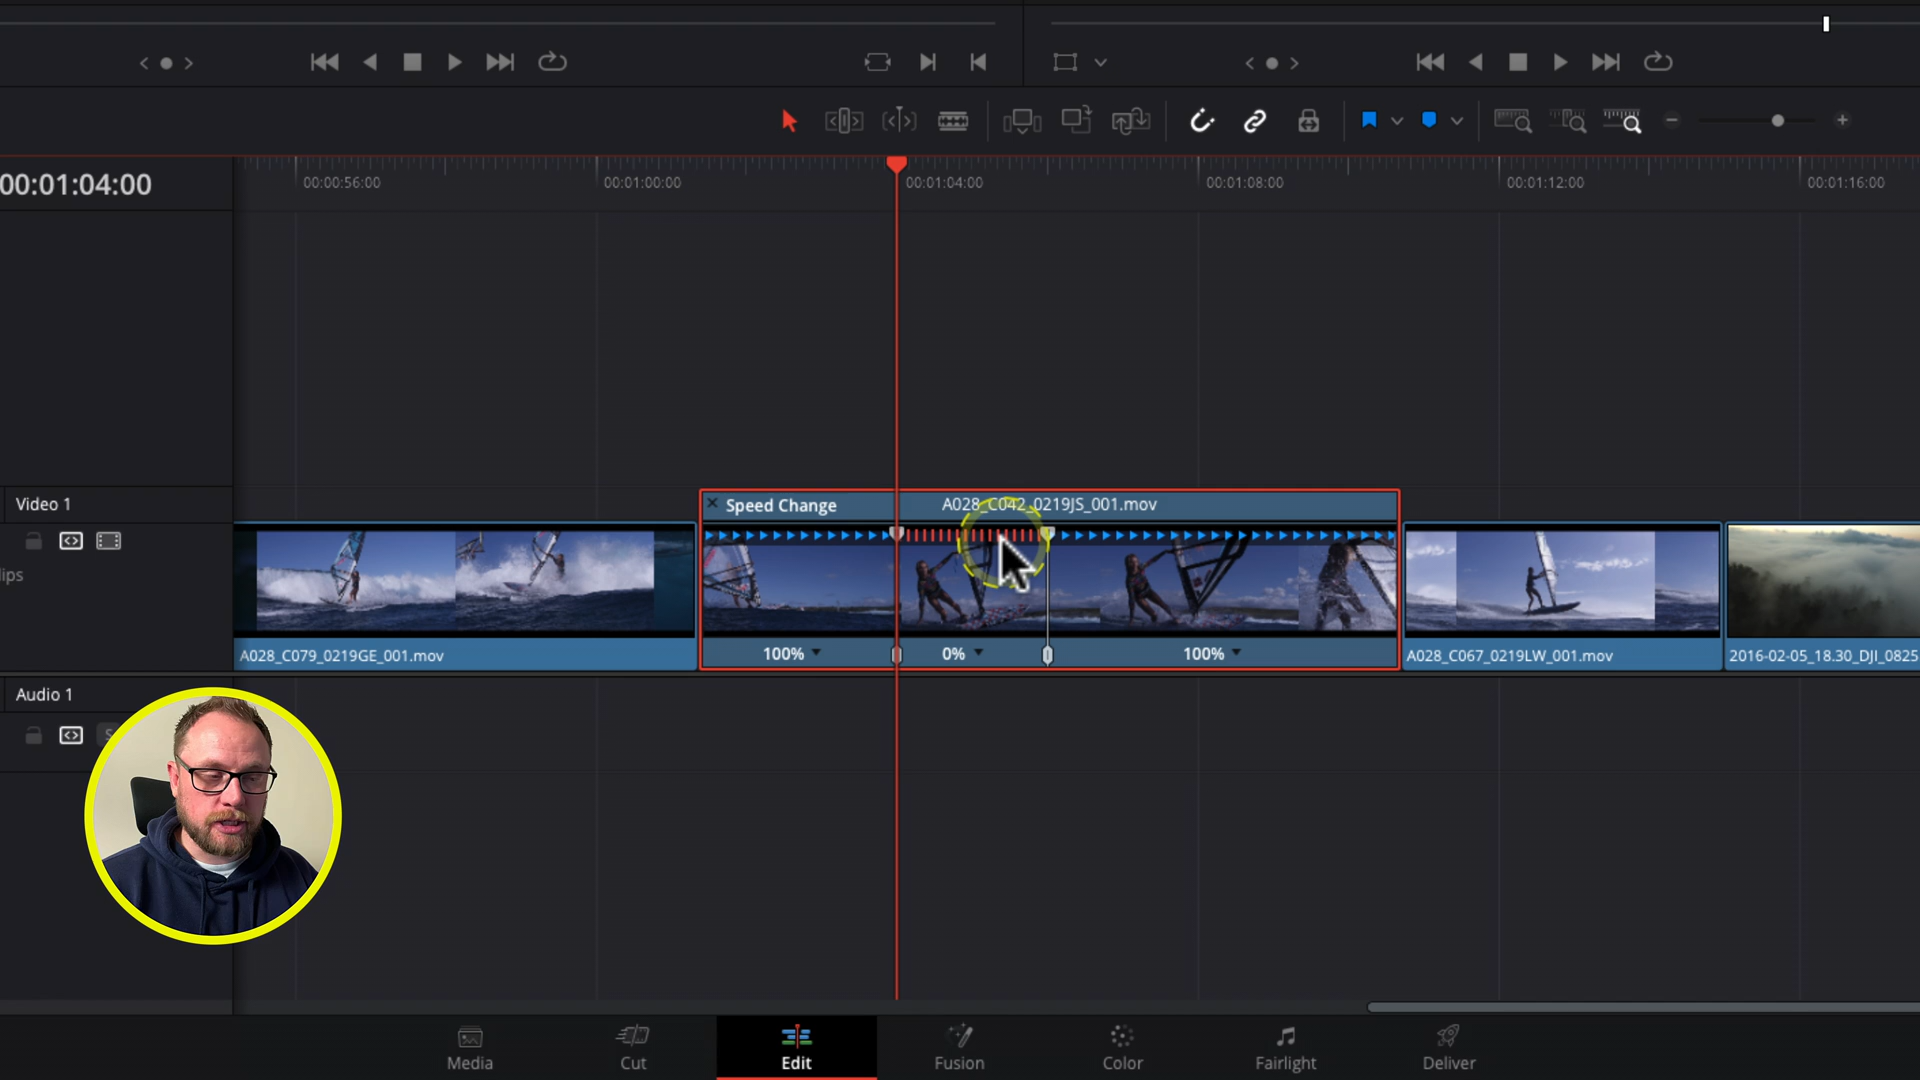 00:01:04:00
00:00:56:00
00:01:00:00
00:01:04:00
00:01:08:00
00:01:12:00
00:01:16:00
Video 1
Speed Change
A028_C042_0219JS_001.mov
100%
0%
100%
A028_C079_0219GE_001.mov
A028_C067_0219LW_001.mov
2016-02-05_18.30_DJI_0825
Audio 1
Media
Cut
Edit
Fusion
Color
Fairlight
Deliver